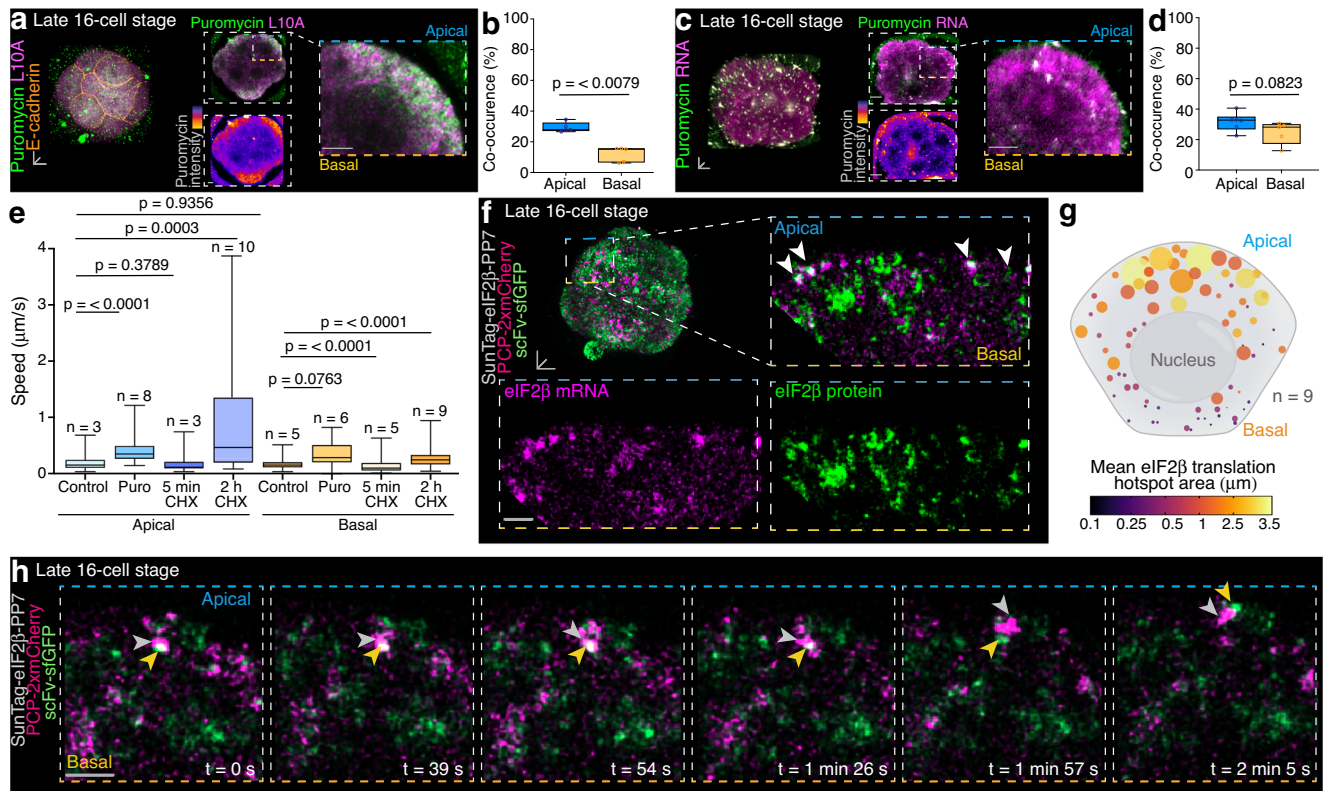 a
Late 16-cell stage
Puromycin L10A
E-cadherin
Puromycin L10A
Puromycin
intensity
Apical
Basal
b
Co-occurence (%)
100
80
60
40
20
0
p = < 0.0079
Apical
Basal
c
Late 16-cell stage
Puromycin RNA
Puromycin RNA
Puromycin
intensity
Apical
Basal
d
Co-occurence (%)
100
80
60
40
20
0
p = 0.0823
Apical
Basal
e
Speed (μm/s)
4
3
2
1
0
p = 0.9356
p = 0.0003
p = 0.3789
p = < 0.0001
n = 3
n = 8
n = 3
n = 10
p = < 0.0001
p = < 0.0001
p = 0.0763
n = 5
n = 6
n = 5
n = 9
Control
Puro
5 min
CHX
2 h
CHX
Control
Puro
5 min
CHX
2 h
CHX
Apical
Basal
f
Late 16-cell stage
SunTag-eIF2β-PP7
PCP-2xmCherry
scFv-sfGFP
Apical
Basal
eIF2β mRNA
eIF2β protein
g
Apical
Nucleus
n = 9
Basal
Mean eIF2β translation
hotspot area (μm)
0.1
0.25
0.5
1
2.5
3.5
h
Late 16-cell stage
SunTag-eIF2β-PP7
PCP-2xmCherry
scFv-sfGFP
Apical
Basal
t = 0 s
t = 39 s
t = 54 s
t = 1 min 26 s
t = 1 min 57 s
t = 2 min 5 s